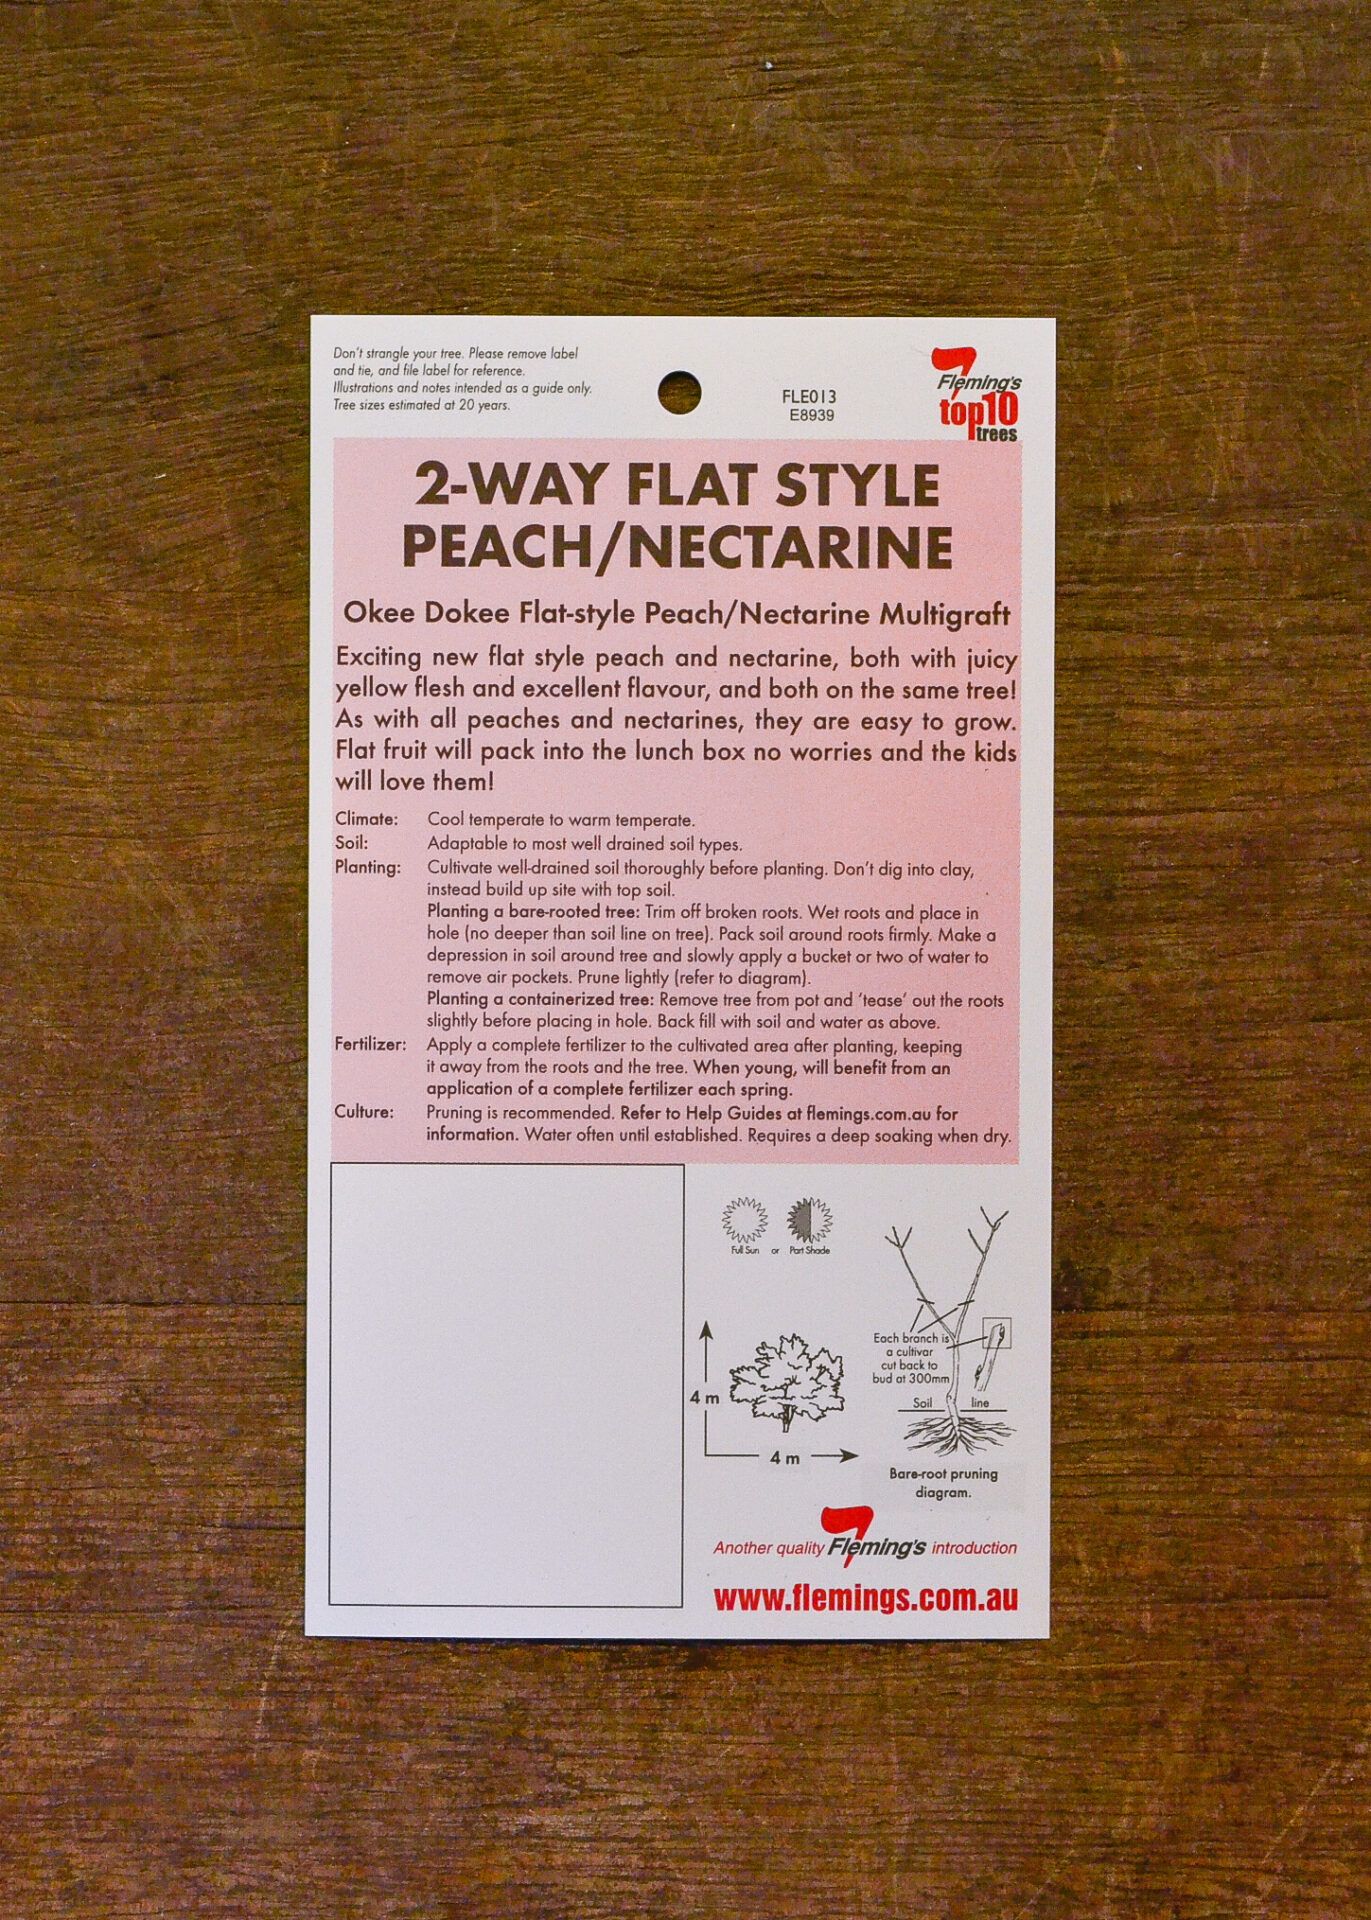 Don't strangle your tree. Please remove label
and tie, and file label for reference.
Illustrations and notes intended as a guide only.
Tree sizes estimated at 20 years.
FLE013
E8939
Fleming's
top10
trees
2-WAY FLAT STYLE
PEACH/NECTARINE
Okee Dokee Flat-style Peach/Nectarine Multigraft
Exciting new flat style peach and nectarine, both with juicy
yellow flesh and excellent flavour, and both on the same tree!
As with all peaches and nectarines, they are easy to grow.
Flat fruit will pack into the lunch box no worries and the kids
will love them!
Climate: Cool temperate to warm temperate.
Soil: Adaptable to most well drained soil types.
Planting: Cultivate well-drained soil thoroughly before planting. Don't dig into clay,
instead build up site with top soil.
Planting a bare-rooted tree: Trim off broken roots. Wet roots and place in
hole (no deeper than soil line on tree). Pack soil around roots firmly. Make a
depression in soil around tree and slowly apply a bucket or two of water to
remove air pockets. Prune lightly (refer to diagram).
Planting a containerized tree: Remove tree from pot and 'tease' out the roots
slightly before placing in hole. Back fill with soil and water as above.
Fertilizer: Apply a complete fertilizer to the cultivated area after planting, keeping
it away from the roots and the tree. When young, will benefit from an
application of a complete fertilizer each spring.
Culture: Pruning is recommended. Refer to Help Guides at flemings.com.au for
information. Water often until established. Requires a deep soaking when dry.
Full Sun or Part Shade
Each branch is
a cultivar
cut back to
bud at 300mm
Soil line
4 m
4 m
Bare-root pruning
diagram.
Another quality Fleming's introduction
www.flemings.com.au